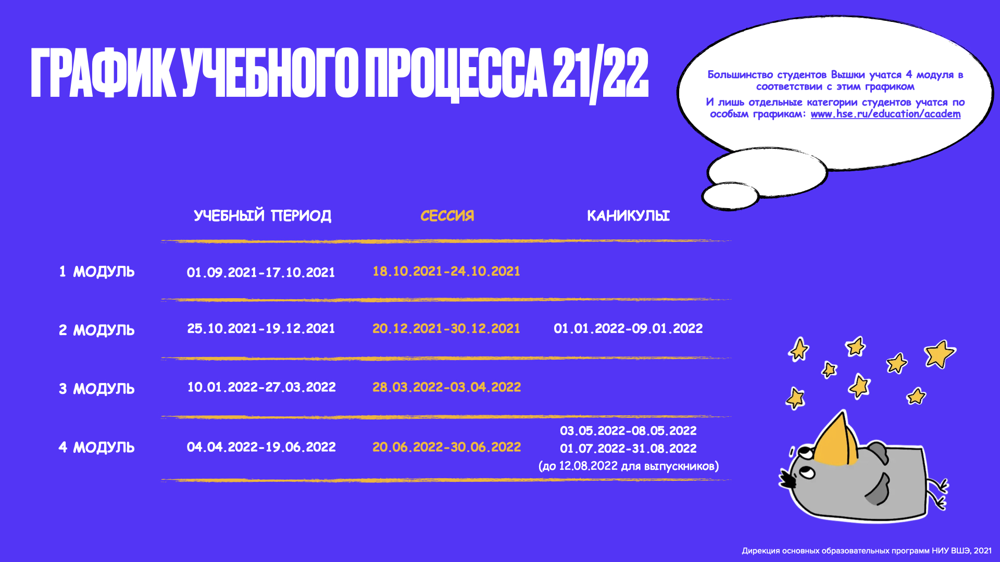 ГРАФИК УЧЕБНОГО ПРОЦЕССА 21/22
Большинство студентов Вышки учатся 4 модуля в
соответствии с этим графиком
И лишь отдельные категории студентов учатся по
особым графикам: www.hse.ru/education/academ
УЧЕБНЫЙ ПЕРИОД СЕССИЯ КАНИКУЛЫ
1 МОДУЛЬ 01.09.2021-17.10.2021 18.10.2021-24.10.2021
2 МОДУЛЬ 25.10.2021-19.12.2021 20.12.2021-30.12.2021 01.01.2022-09.01.2022
3 МОДУЛЬ 10.01.2022-27.03.2022 28.03.2022-03.04.2022
4 МОДУЛЬ 04.04.2022-19.06.2022 20.06.2022-30.06.2022
03.05.2022-08.05.2022
01.07.2022-31.08.2022
(до 12.08.2022 для выпускников)
Дирекция основных образовательных программ НИУ ВШЭ, 2021